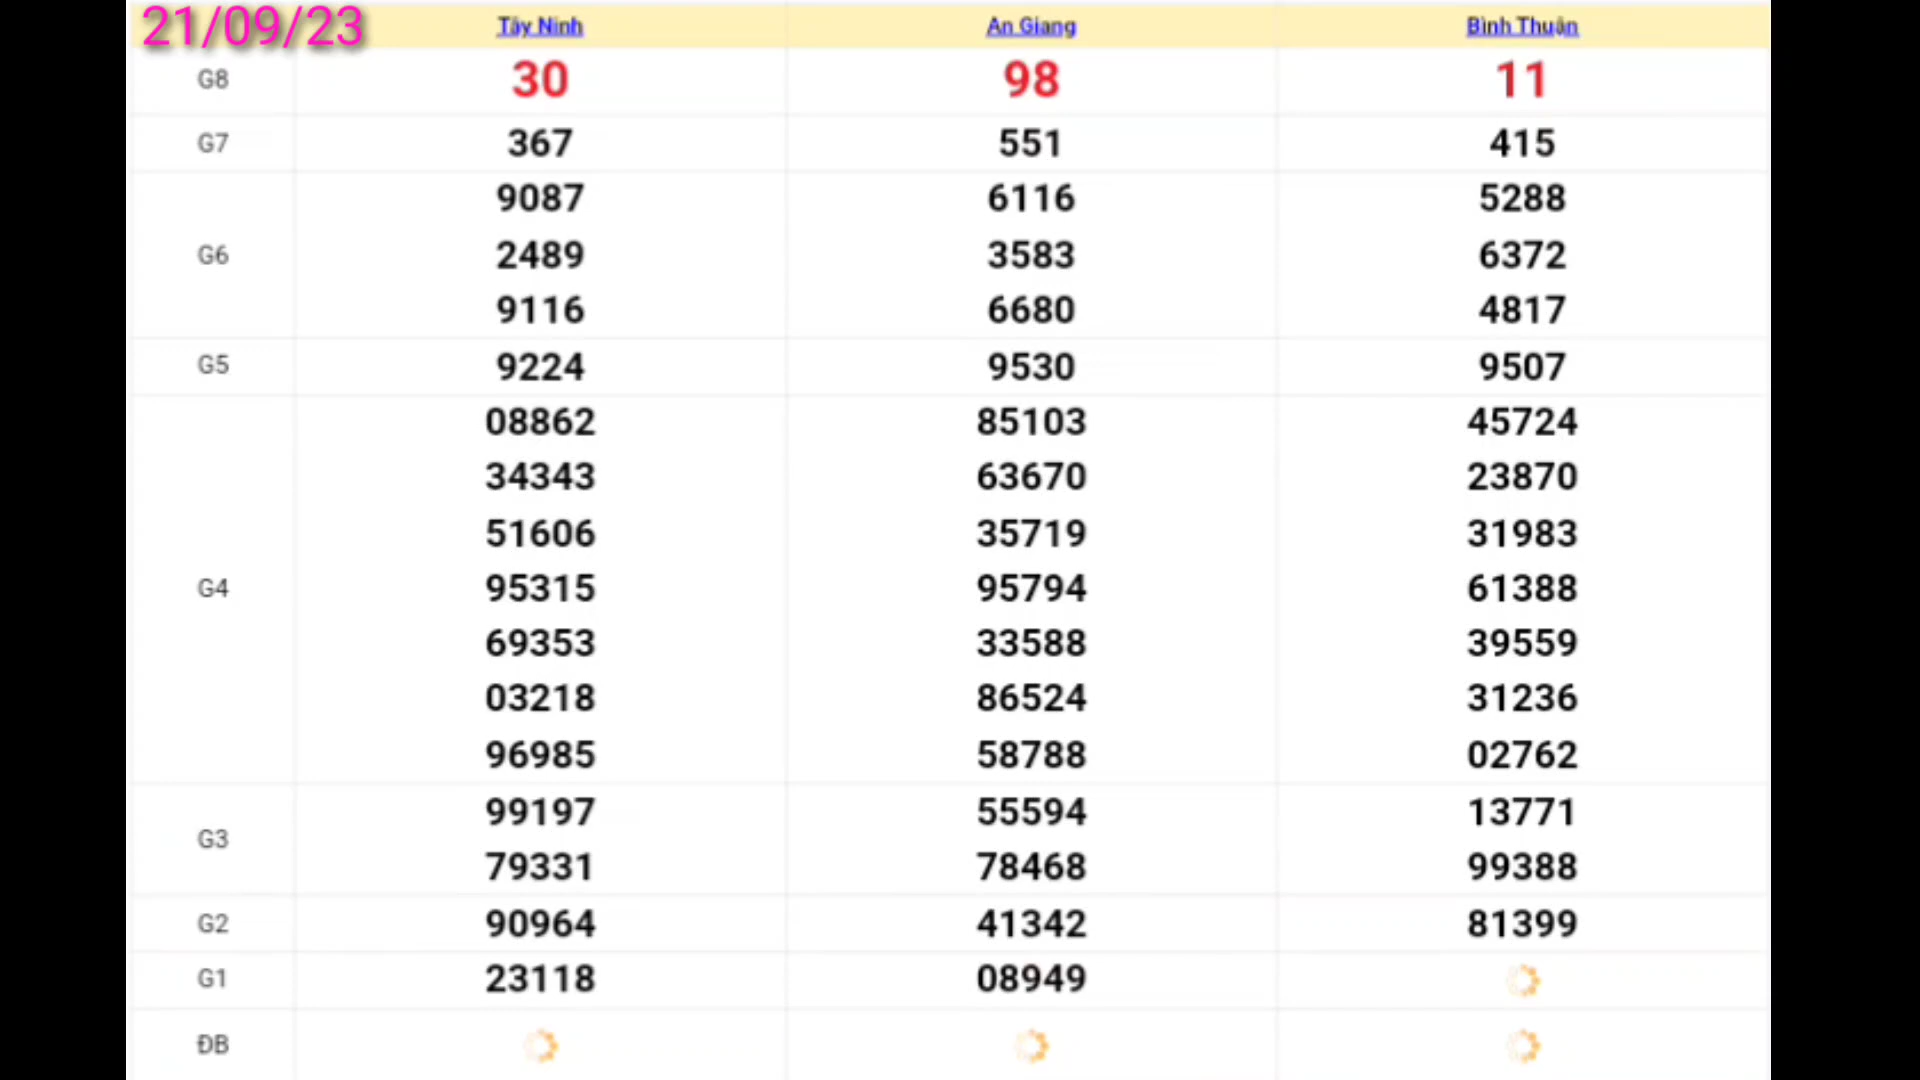 21/09/23 Tây Ninh An Giang Bình Thuận
G8 30 98 11
G7 367 551 415
9087 6116 5288
G6 2489 3583 6372
9116 6680 4817
G5 9224 9530 9507
08862 85103 45724
34343 63670 23870
51606 35719 31983
G4 95315 95794 61388
69353 33588 39559
03218 86524 31236
96985 58788 02762
99197 55594 13771
G3
79331 78468 99388
G2 90964 41342 81399
G1 23118 08949
ĐB